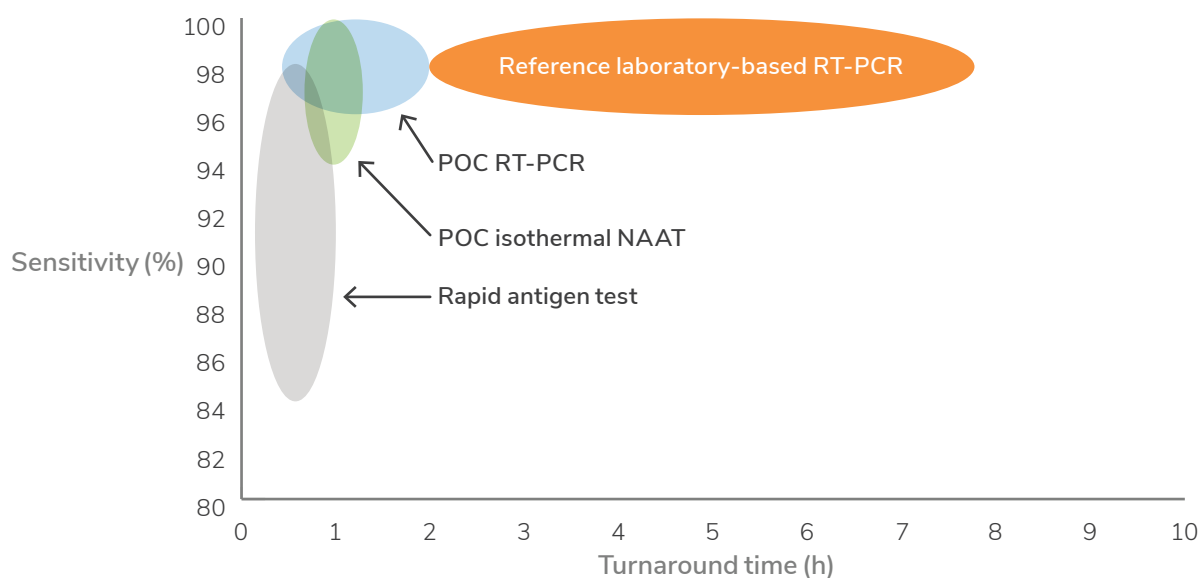 100
98
96
94
92
90
88
86
84
82
80
Sensitivity (%)
Reference laboratory-based RT-PCR
POC RT-PCR
POC isothermal NAAT
Rapid antigen test
0 1 2 3 4 5 6 7 8 9 10
Turnaround time (h)